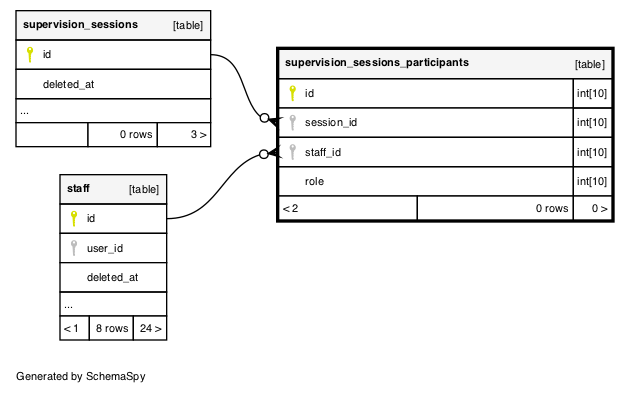 supervision_sessions [table]
id
deleted_at
...
0 rows 3 >
supervision_sessions_participants [table]
id int[10]
session_id int[10]
staff_id int[10]
role int[10]
< 2 0 rows 0 >
staff [table]
id
user_id
deleted_at
...
< 1 8 rows 24 >
Generated by SchemaSpy